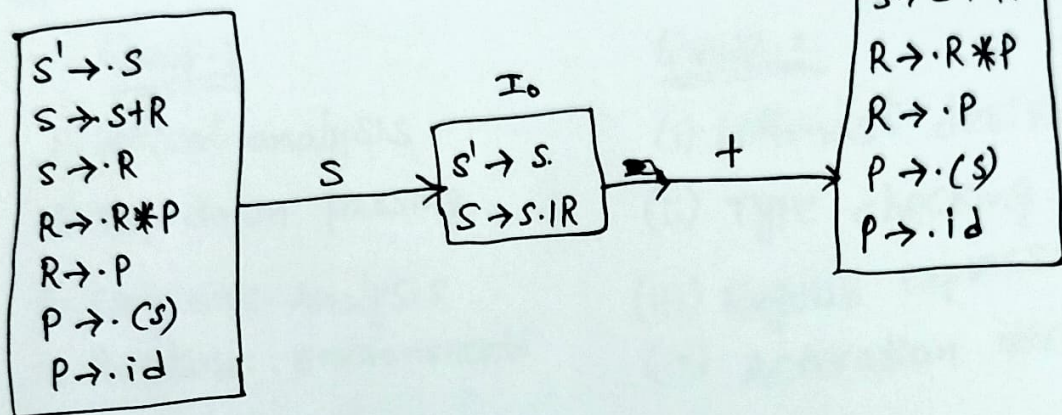 S' → ·S
S → ·S+R
S → ·R
R → ·R*P
R → ·P
P → ·(S)
P → ·id
S
I₀
S' → S·
S → S·|R
+
R → ·R*P
R → ·P
P → ·(S)
P → ·id